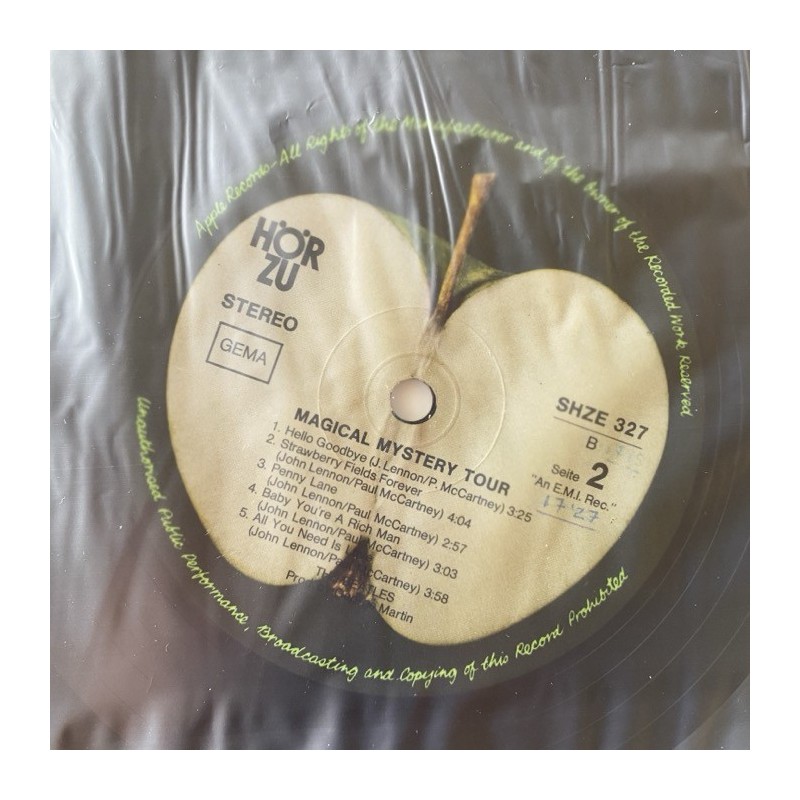 Apple Records-All Rights of the Manufacturer and of the Owner of the Recorded Work Reserved
HÖR
ZU
STEREO
GEMA
SHZE 327
B
Seite 2
"An E.M.I. Rec."
17'27
MAGICAL MYSTERY TOUR
1. Hello Goodbye (J. Lennon/P. McCartney) 3:25
2. Strawberry Fields Forever
(John Lennon/Paul McCartney) 4:04
3. Penny Lane
(John Lennon/Paul McCartney) 2:57
4. Baby You're A Rich Man
(John Lennon/Paul McCartney) 3:03
5. All You Need Is
(John Lennon/Pa McCartney) 3:58
Martin
Unauthorised Public Performance, Broadcasting and Copying of this Record Prohibited